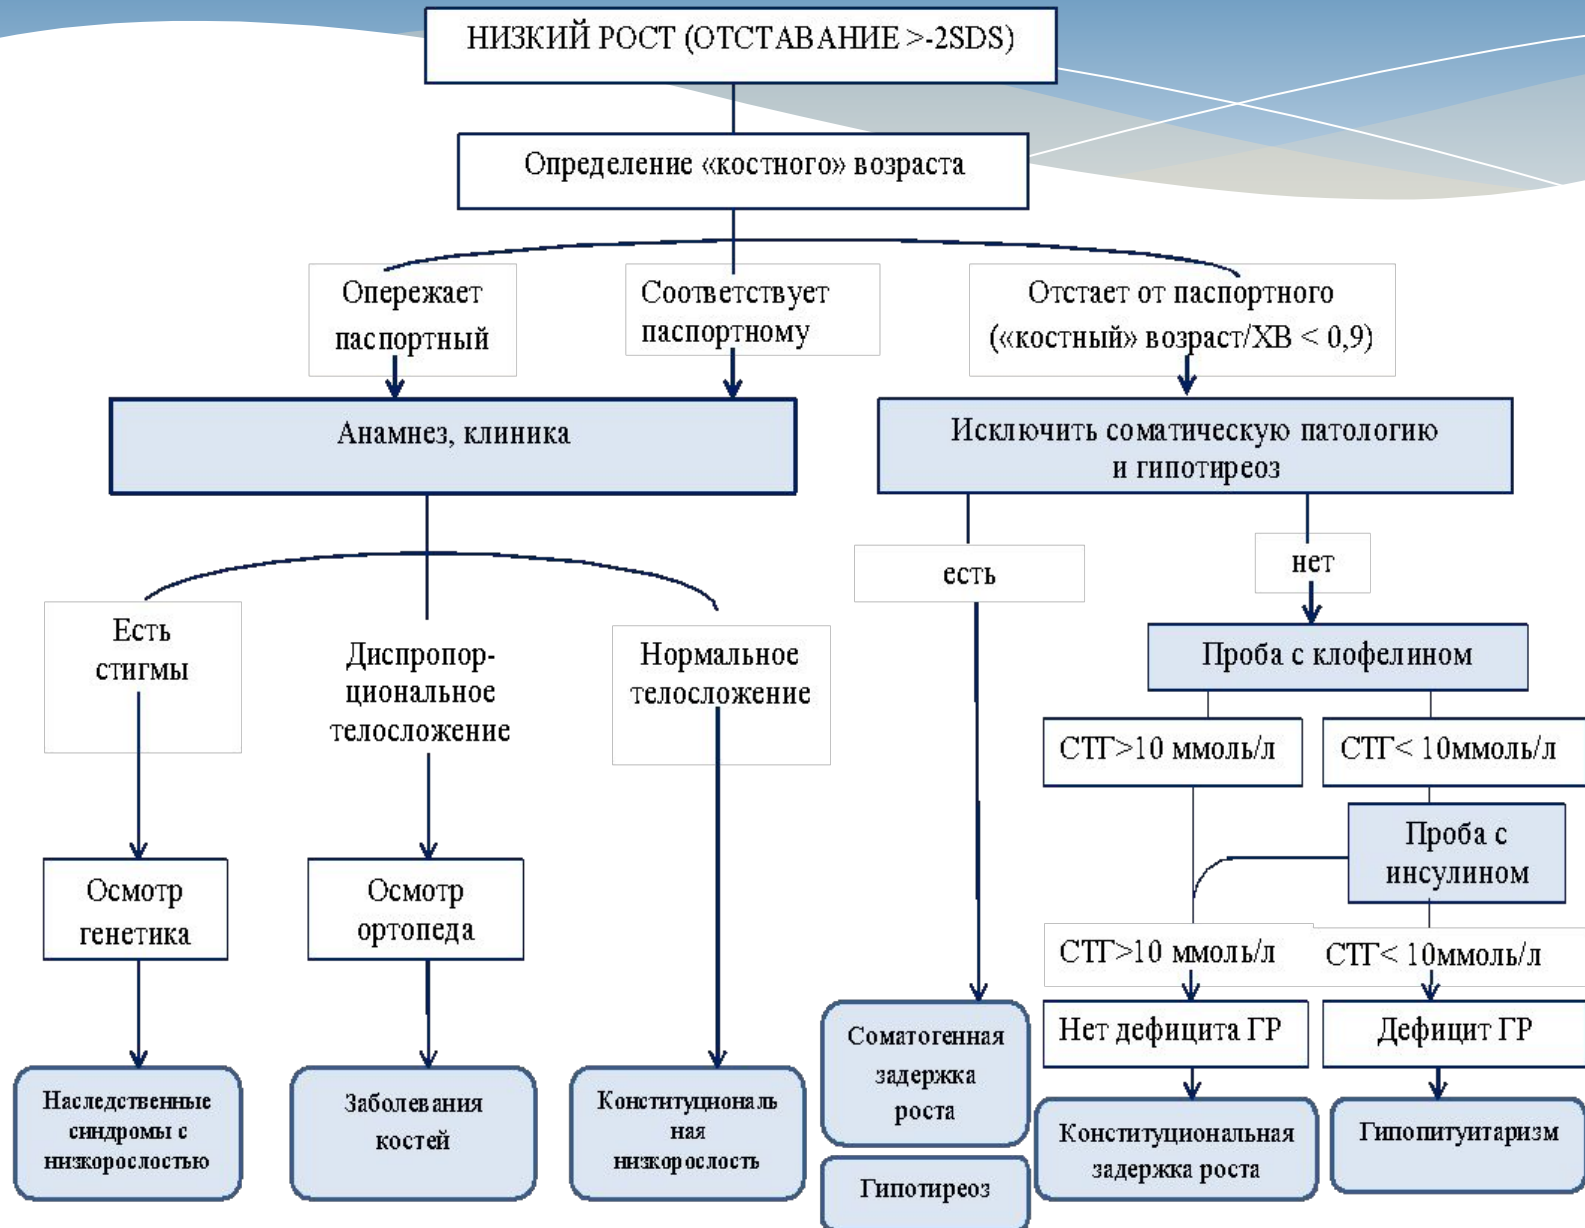 НИЗКИЙ РОСТ (ОТСТАВАНИЕ >-2SDS)
Определение «костного» возраста
Опережает
паспортный
Соответствует
паспортному
Отстает от паспортного
(«костный» возраст/ХВ < 0,9)
Анамнез, клиника
Исключить соматическую патологию
и гипотиреоз
есть
нет
Есть
стигмы
Диспропор-
циональное
телосложение
Нормальное
телосложение
Проба с клофелином
СТГ>10 ммоль/л
СТГ< 10ммоль/л
Проба с
инсулином
Осмотр
генетика
Осмотр
ортопеда
СТГ>10 ммоль/л
СТГ< 10ммоль/л
Нет дефицита ГР
Дефицит ГР
Наследственные
синдромы с
низкорослостью
Заболевания
костей
Конституциональ
ная
низкорослость
Соматогенная
задержка
роста
Гипотиреоз
Конституциональная
задержка роста
Гипопитуитаризм